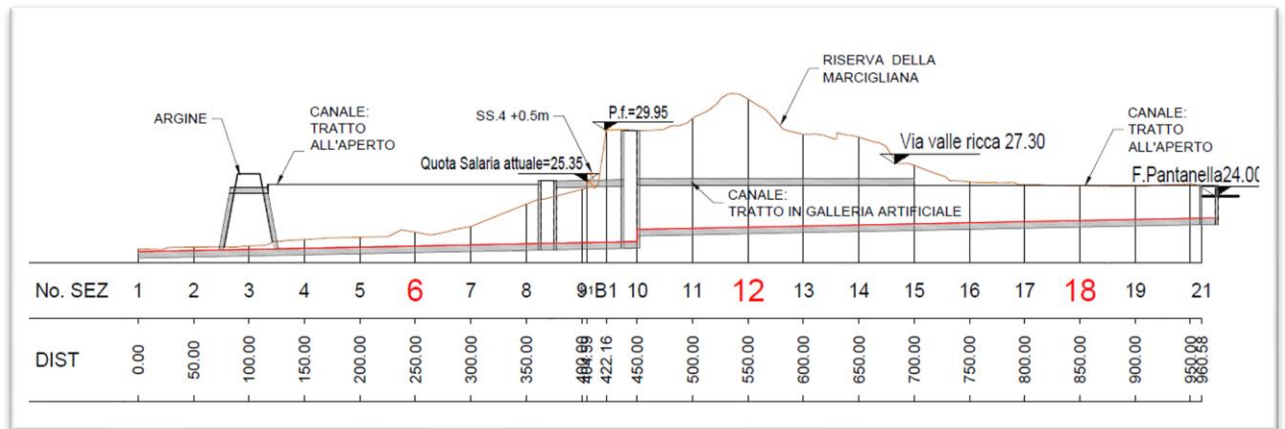 RISERVA DELLA
MARCIGLIANA
ARGINE
CANALE:
TRATTO
ALL'APERTO
SS.4 +0.5m
P.f.=29.95
Quota Salaria attuale=25.35
Via valle ricca 27.30
CANALE:
TRATTO
ALL'APERTO
F.Pantanella24.00
CANALE:
TRATTO IN GALLERIA ARTIFICIALE
No. SEZ 1 2 3 4 5 6 7 8 9 B1 10 11 12 13 14 15 16 17 18 19 21
DIST 0.00 50.00 100.00 150.00 200.00 250.00 300.00 350.00 422.16 450.00 500.00 550.00 600.00 650.00 700.00 750.00 800.00 850.00 900.00 950.00 960.58